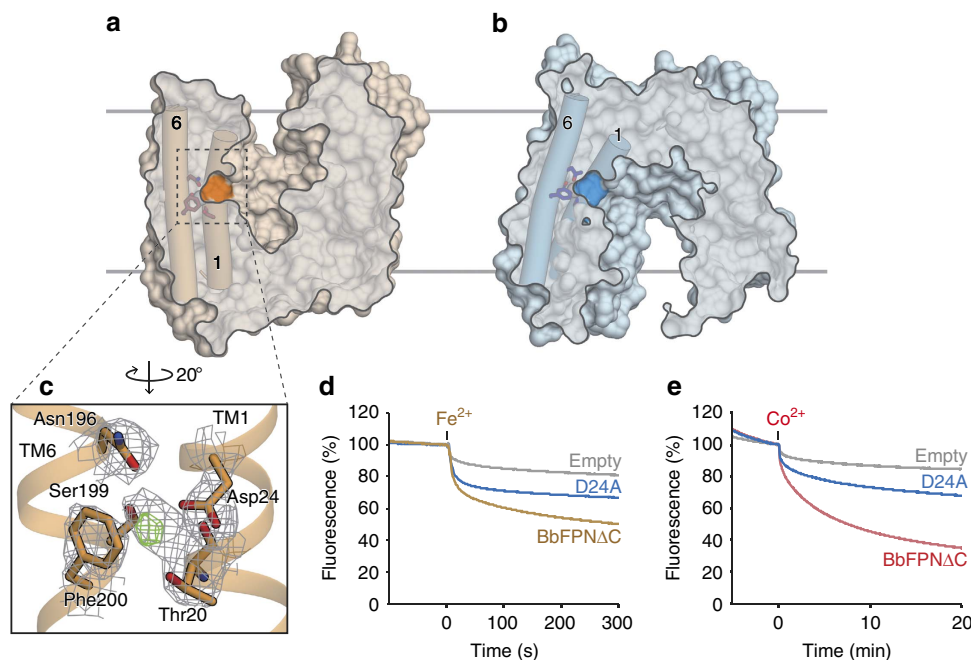 a
b
6
1
1
6
1
20°
c
Asn196
TM1
TM6
Ser199
Asp24
Phe200
Thr20
d
120
100
80
60
40
20
0
Fluorescence (%)
Fe2+
Empty
D24A
BbFPNΔC
0 100 200 300
Time (s)
e
120
100
80
60
40
20
0
Fluorescence (%)
Co2+
Empty
D24A
BbFPNΔC
0 10 20
Time (min)